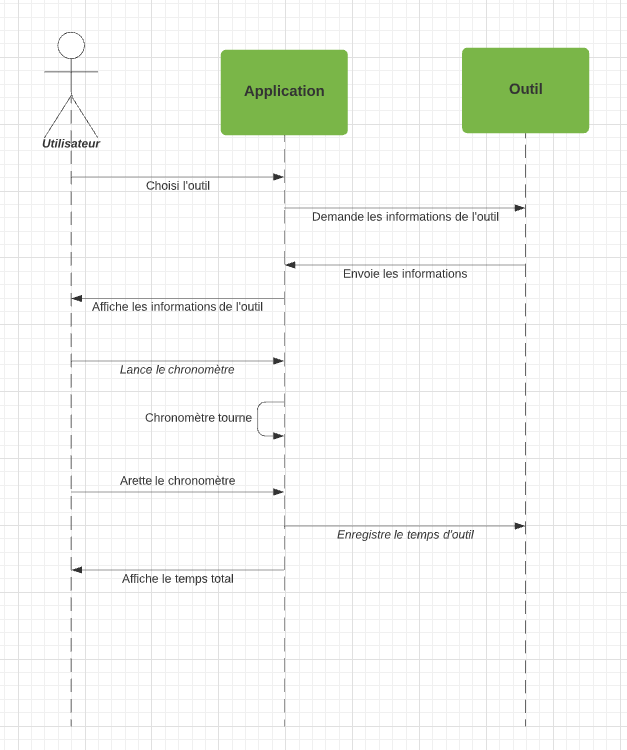 Application
Outil
Utilisateur
Choisi l'outil
Demande les informations de l'outil
Envoie les informations
Affiche les informations de l'outil
Lance le chronomètre
Chronomètre tourne
Arette le chronomètre
Enregistre le temps d'outil
Affiche le temps total